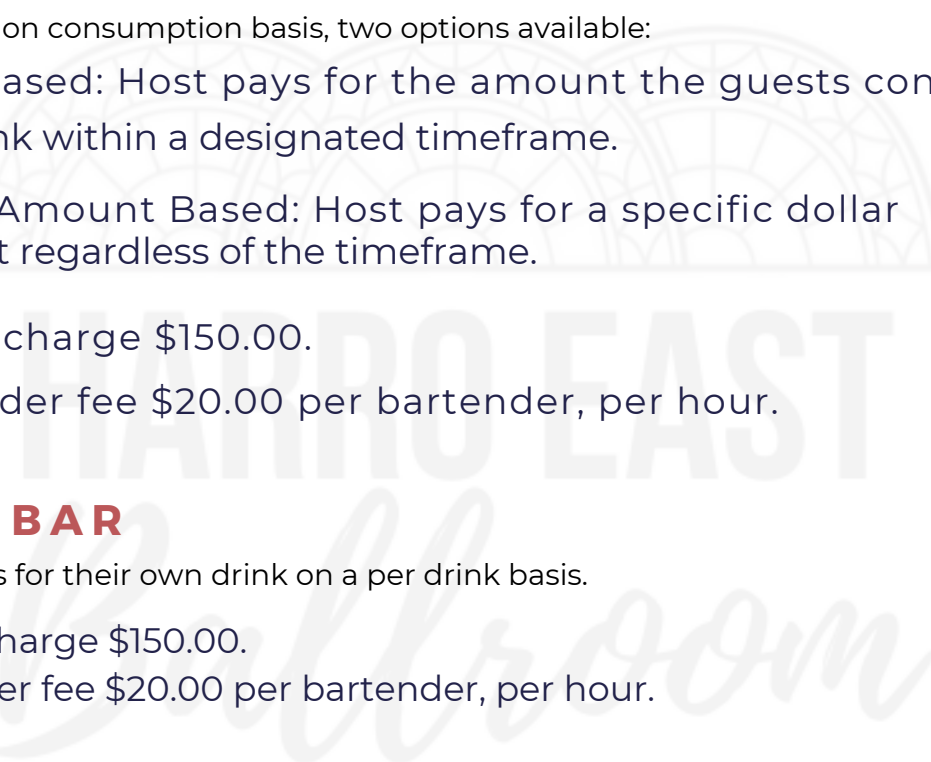 on consumption basis, two options available:
ased: Host pays for the amount the guests con
nk within a designated timeframe.
Amount Based: Host pays for a specific dollar
t regardless of the timeframe.
charge $150.00.
der fee $20.00 per bartender, per hour.
HARRO EAST
BAR
Ballroom
s for their own drink on a per drink basis.
harge $150.00.
er fee $20.00 per bartender, per hour.